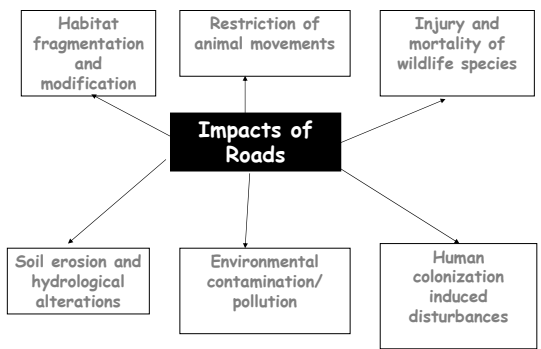 Habitat
fragmentation
and
modification
Restriction of
animal movements
Injury and
mortality of
wildlife species
Impacts of
Roads
Soil erosion and
hydrological
alterations
Environmental
contamination/
pollution
Human
colonization
induced
disturbances